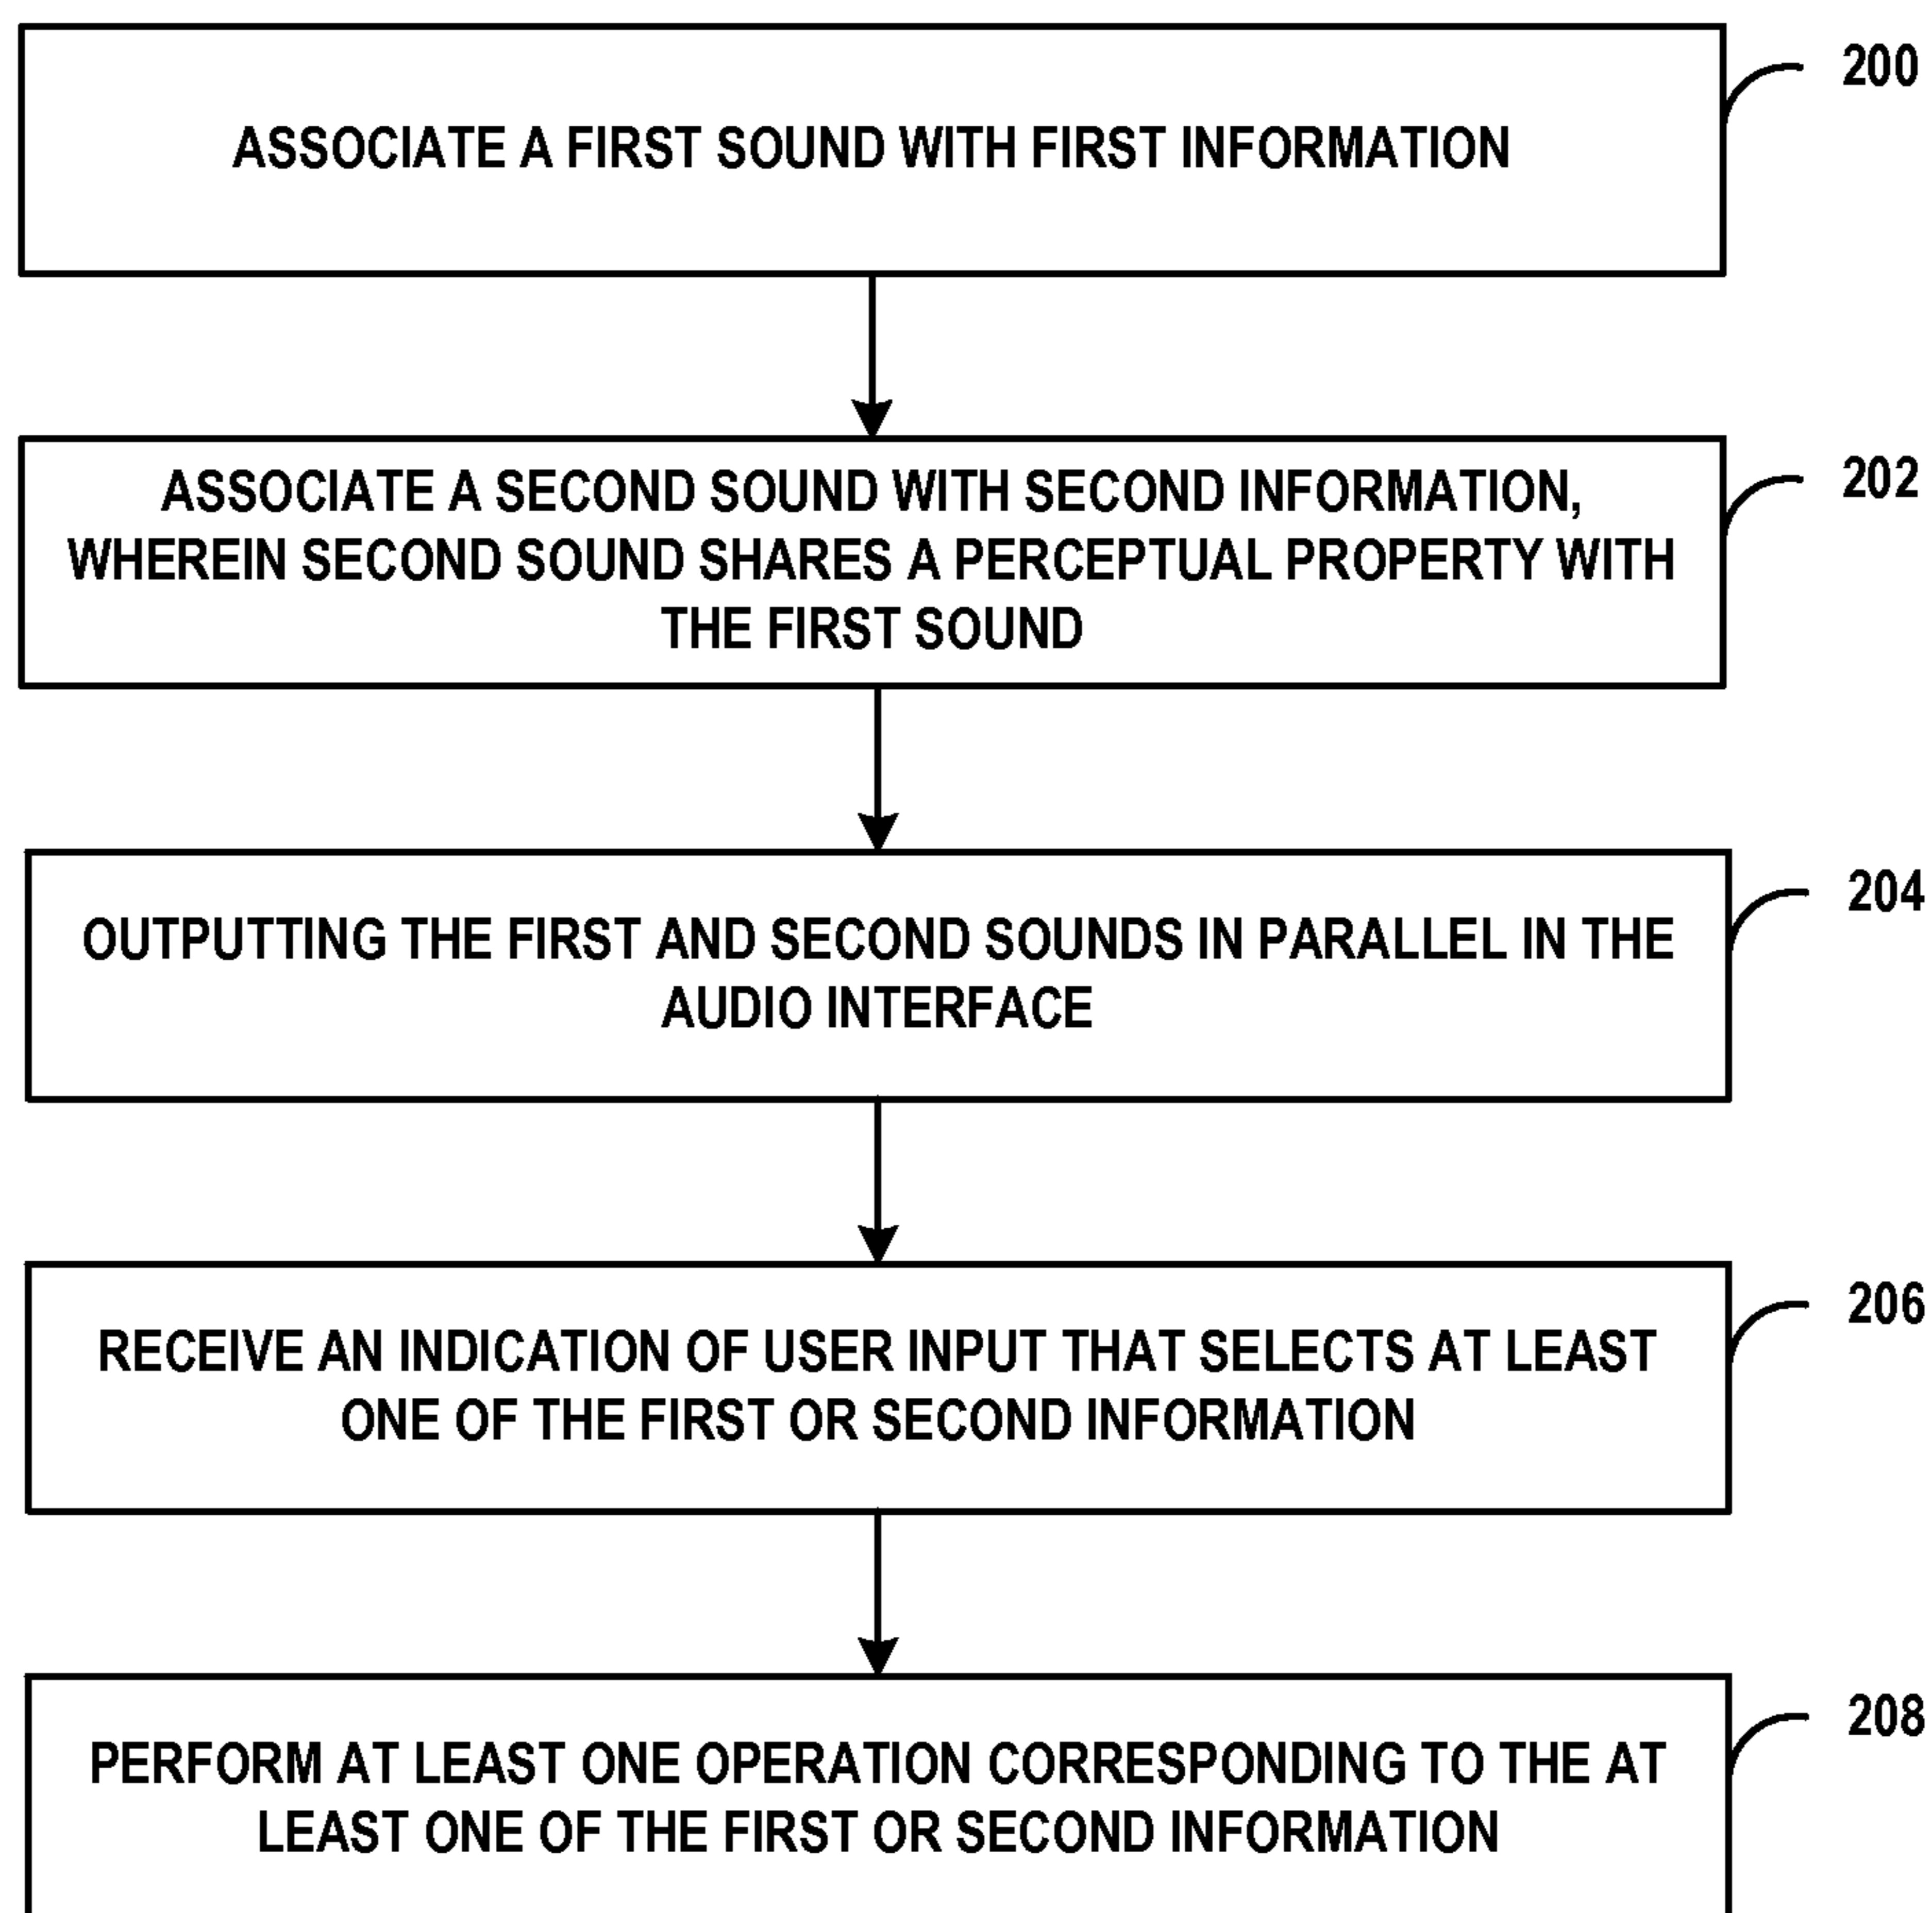 200
ASSOCIATE A FIRST SOUND WITH FIRST INFORMATION
202
ASSOCIATE A SECOND SOUND WITH SECOND INFORMATION,
WHEREIN SECOND SOUND SHARES A PERCEPTUAL PROPERTY WITH
THE FIRST SOUND
204
OUTPUTTING THE FIRST AND SECOND SOUNDS IN PARALLEL IN THE
AUDIO INTERFACE
206
RECEIVE AN INDICATION OF USER INPUT THAT SELECTS AT LEAST
ONE OF THE FIRST OR SECOND INFORMATION
208
PERFORM AT LEAST ONE OPERATION CORRESPONDING TO THE AT
LEAST ONE OF THE FIRST OR SECOND INFORMATION